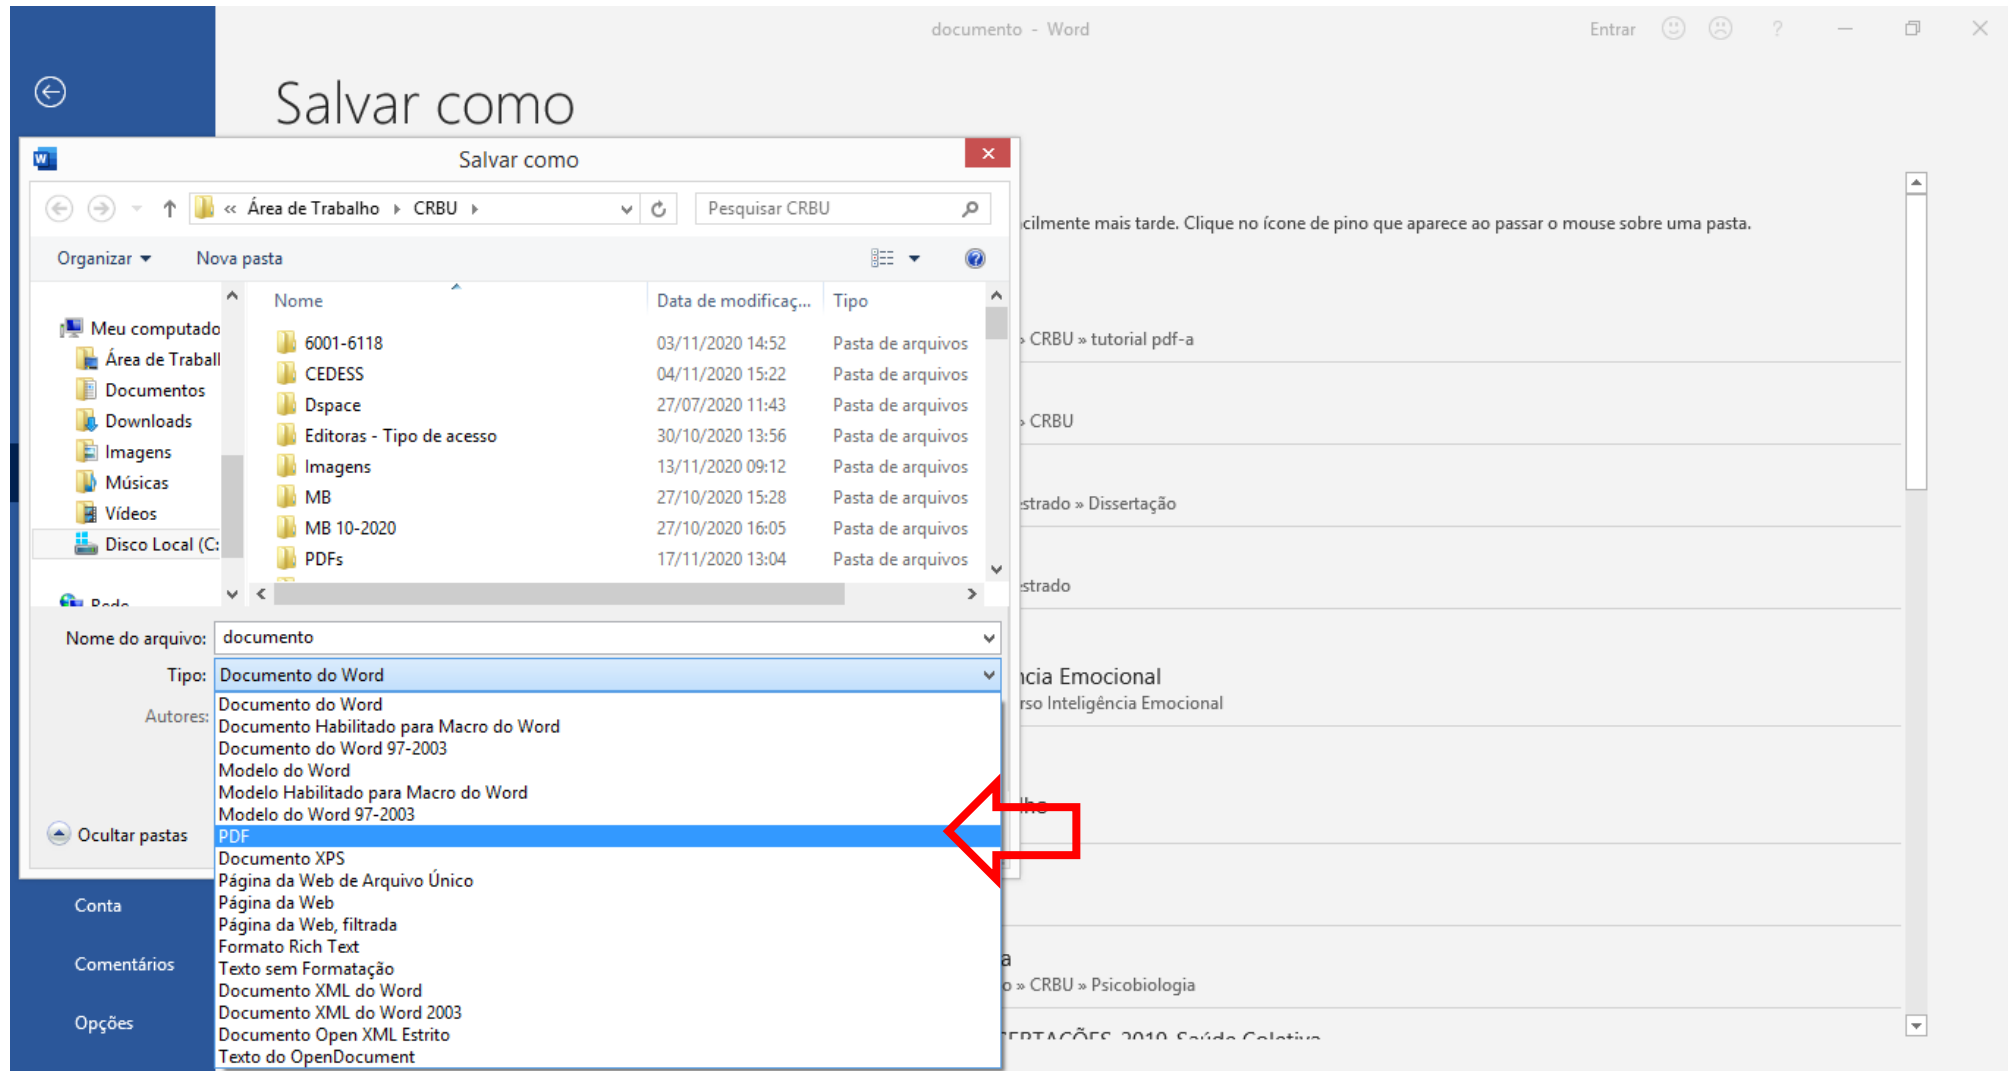 documento - Word
Entrar
?
Salvar como
W
Salvar como
« Área de Trabalho CRBU
Pesquisar CRBU
Organizar
Nova pasta
?
Nome
Data de modificaç...
Tipo
Meu computado
Área de Traball
Documentos
Downloads
Imagens
Músicas
Vídeos
Disco Local (C:
6001-6118 03/11/2020 14:52 Pasta de arquivos
CEDESS 04/11/2020 15:22 Pasta de arquivos
Dspace 27/07/2020 11:43 Pasta de arquivos
Editoras - Tipo de acesso 30/10/2020 13:56 Pasta de arquivos
Imagens 13/11/2020 09:12 Pasta de arquivos
MB 27/10/2020 15:28 Pasta de arquivos
MB 10-2020 27/10/2020 16:05 Pasta de arquivos
PDFs 17/11/2020 13:04 Pasta de arquivos
Nome do arquivo: documento
Tipo: Documento do Word
Autores:
Documento do Word
Documento Habilitado para Macro do Word
Documento do Word 97-2003
Modelo do Word
Modelo Habilitado para Macro do Word
Modelo do Word 97-2003
PDF
Documento XPS
Página da Web de Arquivo Único
Página da Web
Página da Web, filtrada
Formato Rich Text
Texto sem Formatação
Documento XML do Word
Documento XML do Word 2003
Documento Open XML Estrito
Texto do OpenDocument
Ocultar pastas
Conta
Comentários
Opções
cilmente mais tarde. Clique no ícone de pino que aparece ao passar o mouse sobre uma pasta.
» CRBU » tutorial pdf-a
» CRBU
strado » Dissertação
strado
ncia Emocional
rso Inteligência Emocional
lho
a
o » CRBU » Psicobiologia
2019 Saúde Coletiva